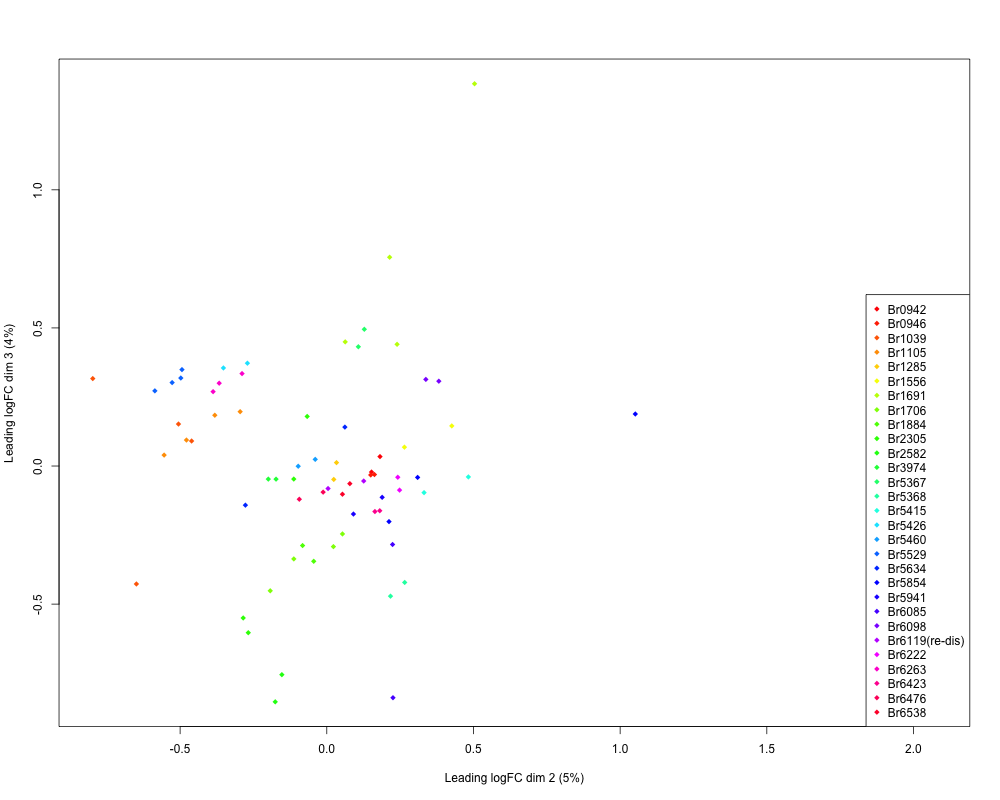 1.0
0.5
0.0
-0.5
Leading logFC dim 3 (4%)
Br0942
Br0946
Br1039
Br1105
Br1285
Br1556
Br1691
Br1706
Br1884
Br2305
Br2582
Br3974
Br5367
Br5368
Br5415
Br5426
Br5460
Br5529
Br5634
Br5854
Br5941
Br6085
Br6098
Br6119(re-dis)
Br6222
Br6263
Br6423
Br6476
Br6538
-0.5 0.0 0.5 1.0 1.5 2.0
Leading logFC dim 2 (5%)